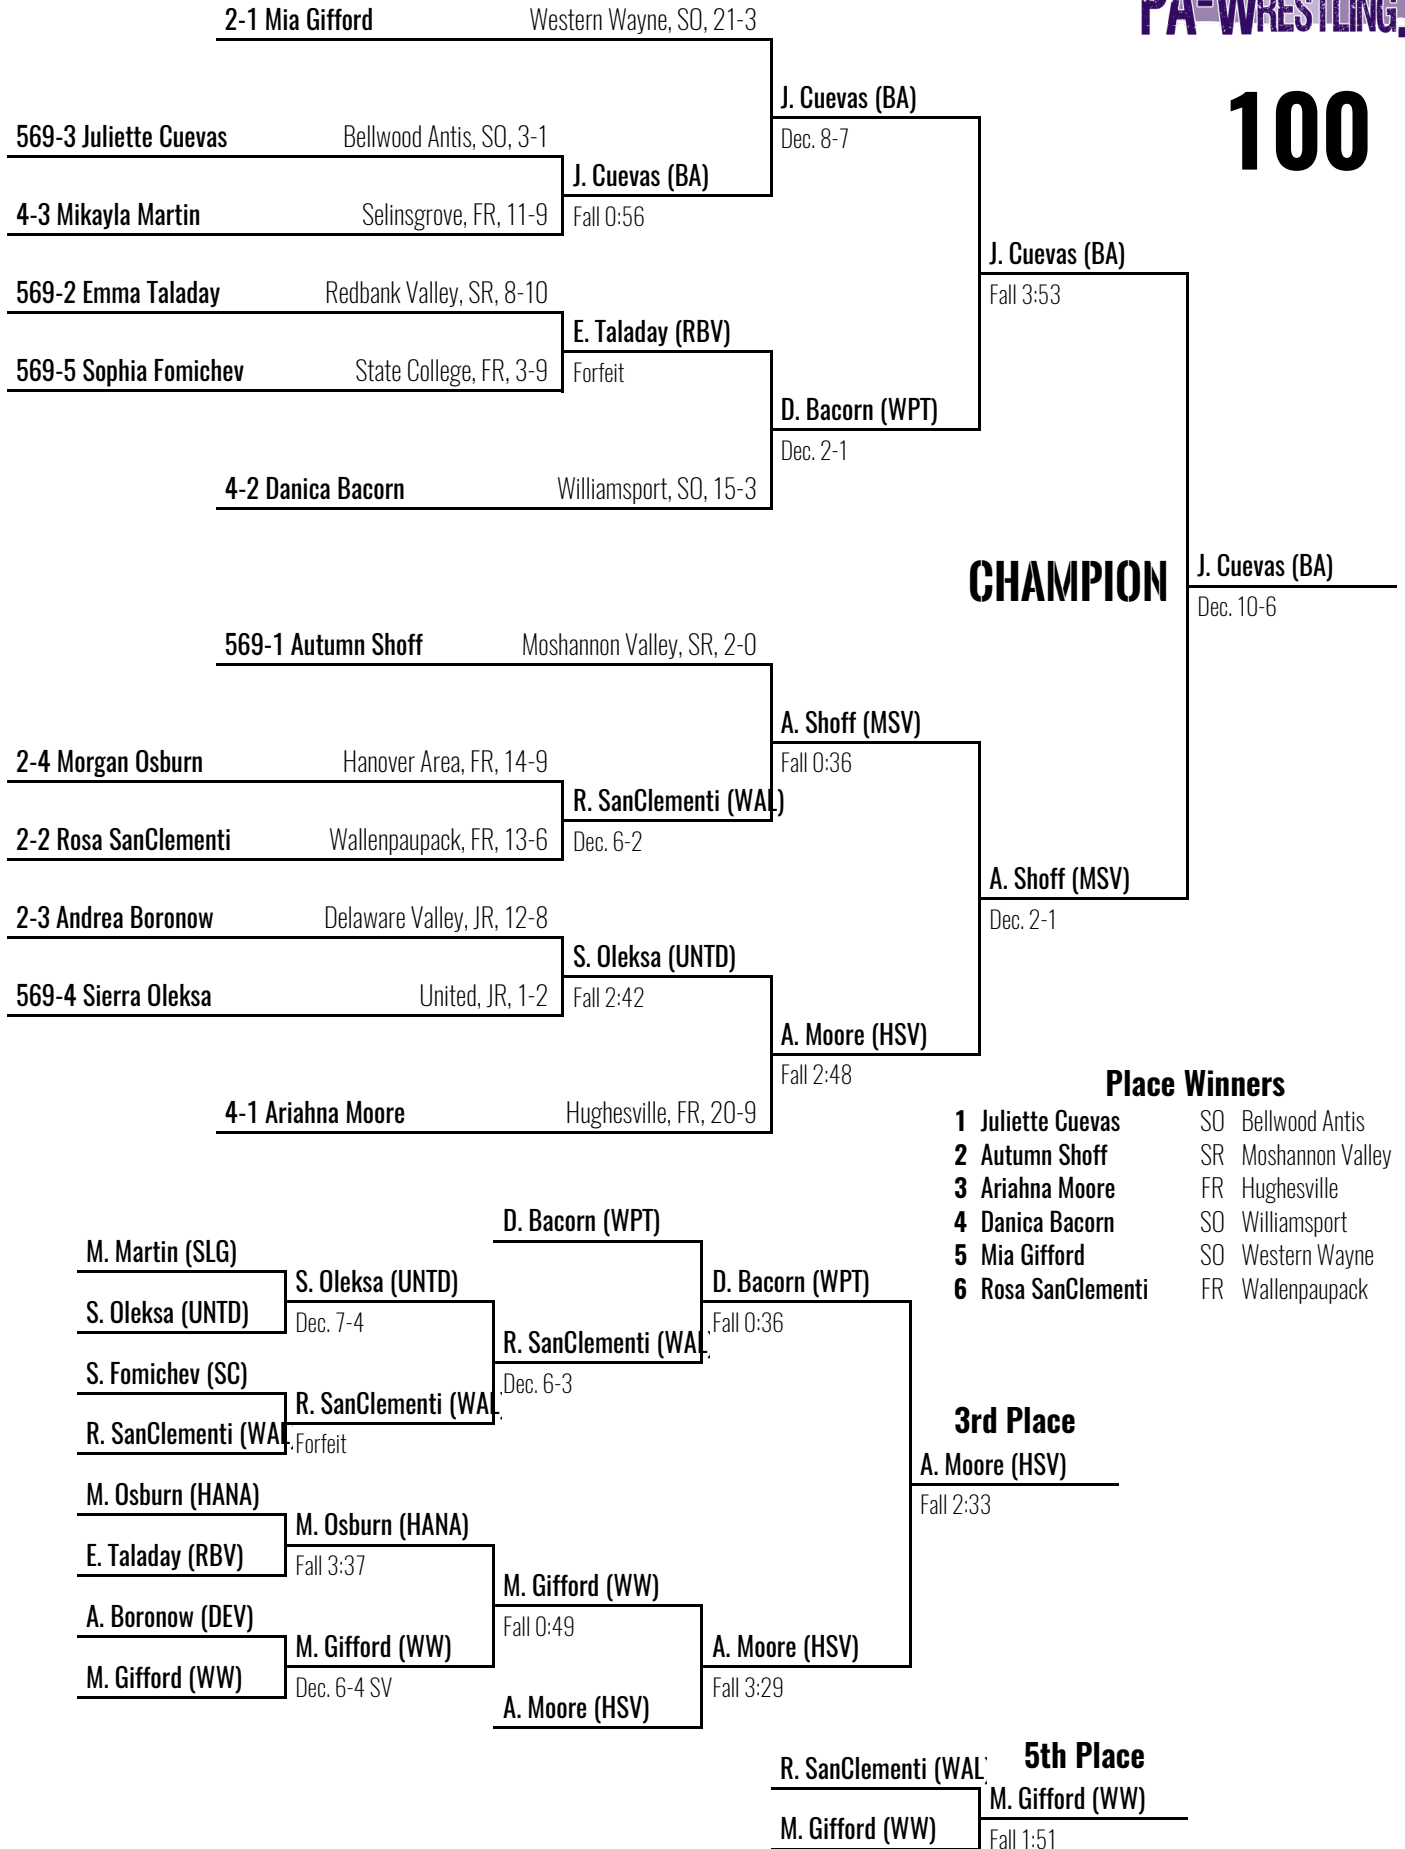 PA-WRESTLING.
100
2-1 Mia Gifford Western Wayne, SO, 21-3
J. Cuevas (BA)
Dec. 8-7
569-3 Juliette Cuevas Bellwood Antis, SO, 3-1
J. Cuevas (BA)
Fall 0:56
4-3 Mikayla Martin Selinsgrove, FR, 11-9
J. Cuevas (BA)
Fall 3:53
569-2 Emma Taladay Redbank Valley, SR, 8-10
E. Taladay (RBV)
Forfeit
569-5 Sophia Fomichev State College, FR, 3-9
D. Bacorn (WPT)
Dec. 2-1
4-2 Danica Bacorn Williamsport, SO, 15-3
CHAMPION
J. Cuevas (BA)
Dec. 10-6
569-1 Autumn Shoff Moshannon Valley, SR, 2-0
A. Shoff (MSV)
Fall 0:36
2-4 Morgan Osburn Hanover Area, FR, 14-9
R. SanClementi (WAL)
Dec. 6-2
2-2 Rosa SanClementi Wallenpaupack, FR, 13-6
A. Shoff (MSV)
Dec. 2-1
2-3 Andrea Boronow Delaware Valley, JR, 12-8
S. Oleksa (UNTD)
Fall 2:42
569-4 Sierra Oleksa United, JR, 1-2
A. Moore (HSV)
Fall 2:48
4-1 Ariahna Moore Hughesville, FR, 20-9
Place Winners
1 Juliette Cuevas SO Bellwood Antis
2 Autumn Shoff SR Moshannon Valley
3 Ariahna Moore FR Hughesville
4 Danica Bacorn SO Williamsport
5 Mia Gifford SO Western Wayne
6 Rosa SanClementi FR Wallenpaupack
D. Bacorn (WPT)
M. Martin (SLG)
S. Oleksa (UNTD)
Dec. 7-4
S. Oleksa (UNTD)
D. Bacorn (WPT)
Fall 0:36
R. SanClementi (WAL)
Dec. 6-3
S. Fomichev (SC)
R. SanClementi (WAL)
Forfeit
R. SanClementi (WAL)
3rd Place
A. Moore (HSV)
Fall 2:33
M. Osburn (HANA)
M. Osburn (HANA)
Fall 3:37
E. Taladay (RBV)
M. Gifford (WW)
Fall 0:49
A. Boronow (DEV)
M. Gifford (WW)
Dec. 6-4 SV
M. Gifford (WW)
A. Moore (HSV)
Fall 3:29
A. Moore (HSV)
5th Place
R. SanClementi (WAL)
M. Gifford (WW)
Fall 1:51
M. Gifford (WW)